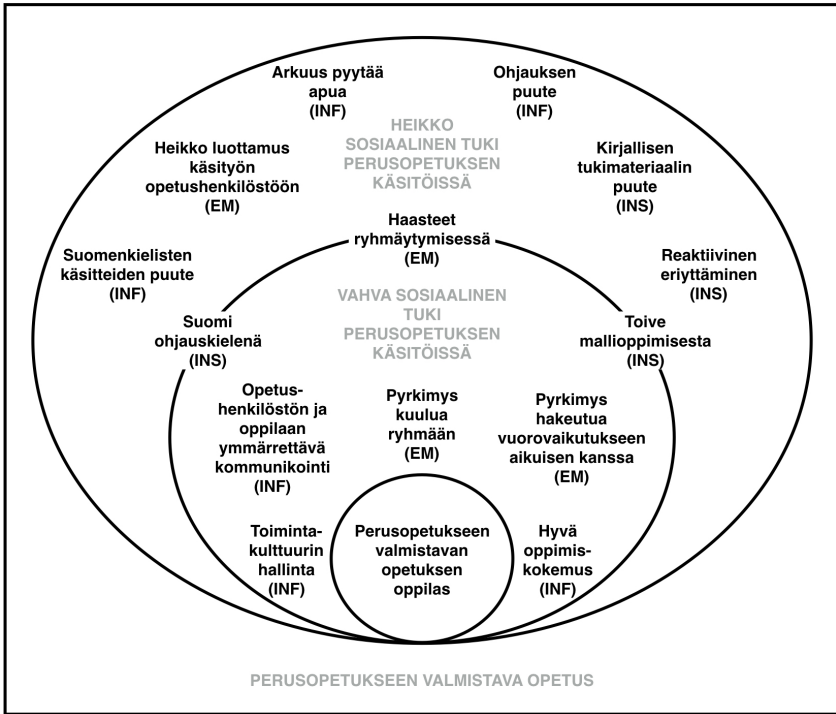 Arkuus pyytää
apua
(INF)
Ohjauksen
puute
(INF)
HEIKKO
SOSIAALINEN TUKI
PERUSOPETUKSEN
KÄSITÖISSÄ
Heikko luottamus
käsityön
opetushenkilöstöön
(EM)
Kirjallisen
tukimateriaalin
puute
(INS)
Haasteet
ryhmäytymisessä
(EM)
Suomenkielisten
käsitteiden puute
(INF)
Reaktiivinen
eriyttäminen
(INS)
VAHVA SOSIAALINEN
TUKI
PERUSOPETUKSEN
KÄSITÖISSÄ
Suomi
ohjauskielenä
(INS)
Toive
mallioppimisesta
(INS)
Opetus-
henkilöstön ja
oppilaan
ymmärrettävä
kommunikointi
(INF)
Pyrkimys
kuulua
ryhmään
(EM)
Pyrkimys
hakeutua
vuorovaikutukseen
aikuisen kanssa
(EM)
Toiminta-
kulttuurin
hallinta
(INF)
Perusopetukseen
valmistavan
opetuksen
oppilas
Hyvä
oppimis-
kokemus
(INF)
PERUSOPETUKSEEN VALMISTAVA OPETUS